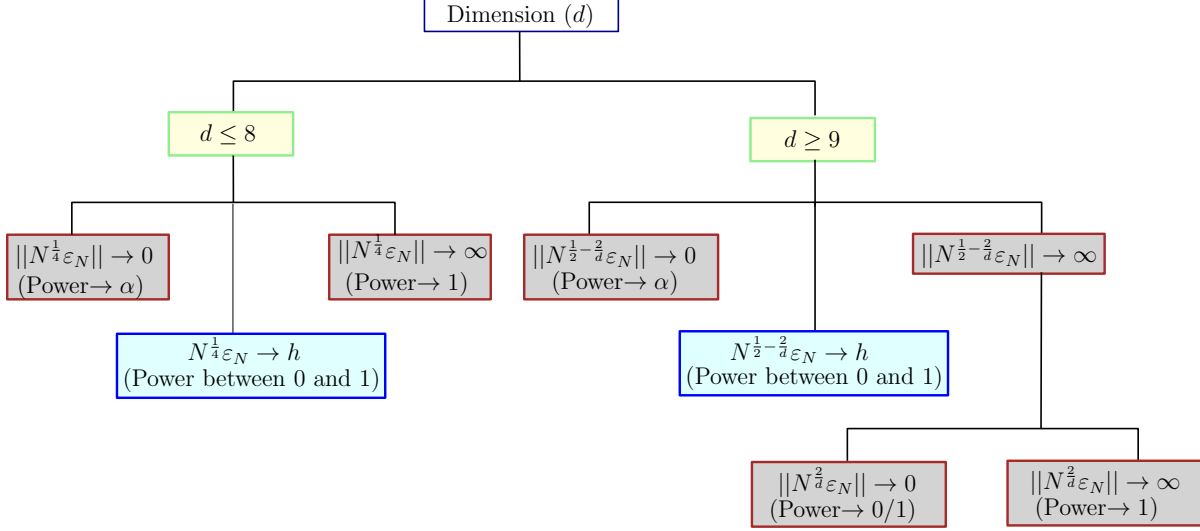 Dimension (d)
d ≤ 8
d ≥ 9
||N^{1/4} ε_N|| → 0
(Power→ α)
||N^{1/4} ε_N|| → ∞
(Power→ 1)
||N^{1/2 − 2/d} ε_N|| → 0
(Power→ α)
||N^{1/2 − 2/d} ε_N|| → ∞
N^{1/4} ε_N → h
(Power between 0 and 1)
N^{1/2 − 2/d} ε_N → h
(Power between 0 and 1)
||N^{2/d} ε_N|| → 0
(Power→ 0/1)
||N^{2/d} ε_N|| → ∞
(Power→ 1)